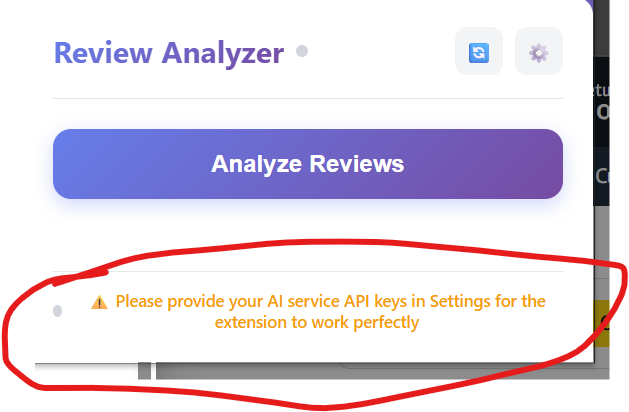 Review Analyzer
Analyze Reviews
⚠ Please provide your AI service API keys in Settings for the
extension to work perfectly